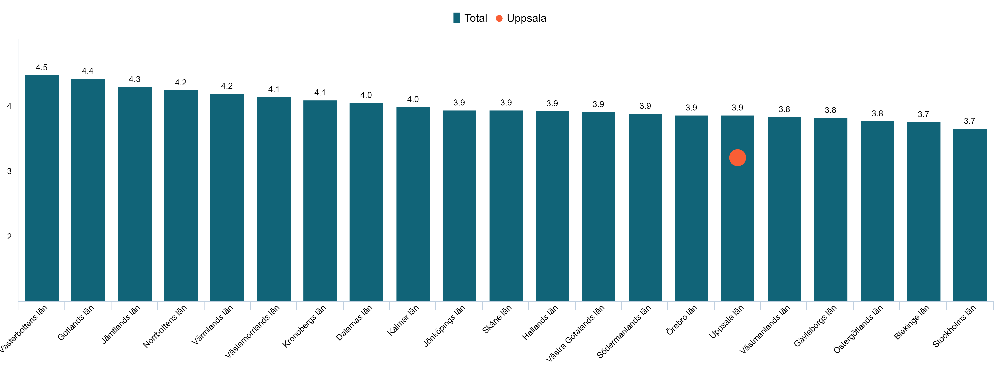 Total Uppsala
4.5 4.4 4.3 4.2 4.2 4.1 4.1 4.0 4.0 3.9 3.9 3.9 3.9 3.9 3.9 3.9 3.8 3.8 3.8 3.7 3.7
4
3
2
Västerbottens län
Gotlands län
Jämtlands län
Norrbottens län
Värmlands län
Västernorrlands län
Kronobergs län
Dalarnas län
Kalmar län
Jönköpings län
Skåne län
Hallands län
Västra Götalands län
Södermanlands län
Örebro län
Uppsala län
Västmanlands län
Gävleborgs län
Östergötlands län
Blekinge län
Stockholms län